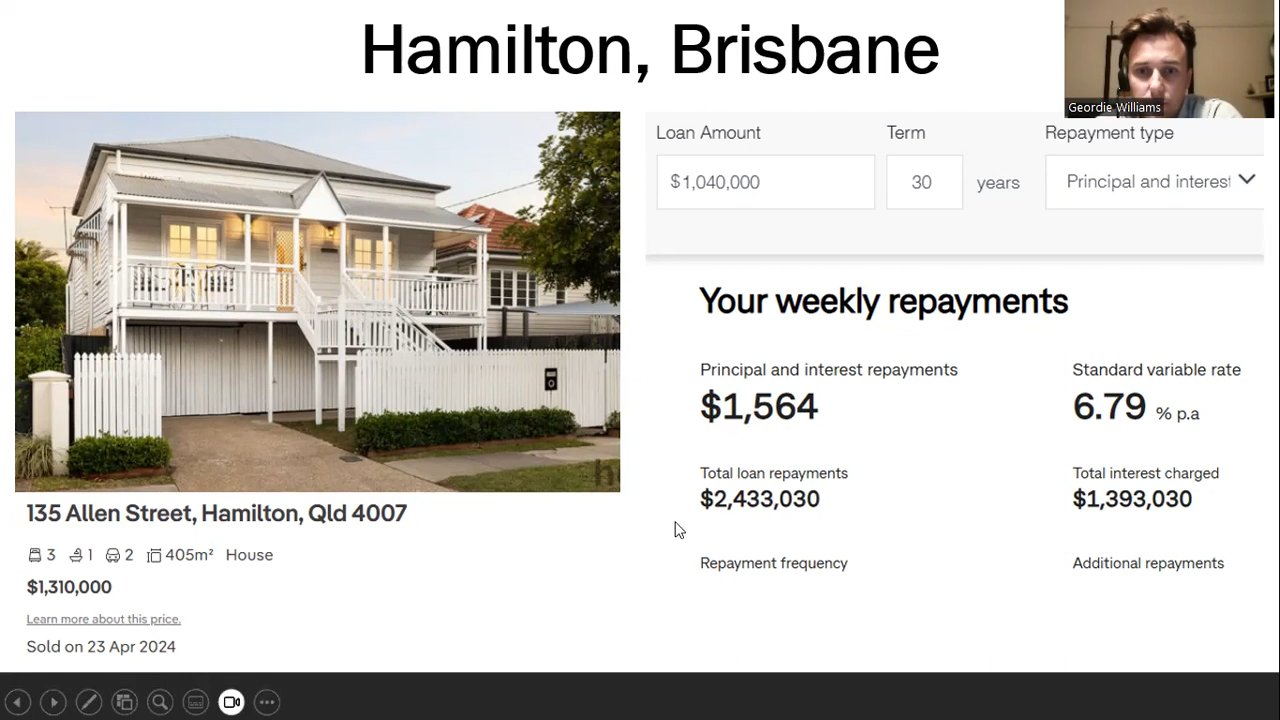 Hamilton, Brisbane
Geordie Williams
Loan Amount
Term
Repayment type
$1,040,000
30
years
Principal and interest
Your weekly repayments
Principal and interest repayments
Standard variable rate
$1,564
6.79 % p.a
Total loan repayments
Total interest charged
$2,433,030
$1,393,030
Repayment frequency
Additional repayments
135 Allen Street, Hamilton, Qld 4007
3 1 2 405m² House
$1,310,000
Learn more about this price.
Sold on 23 Apr 2024